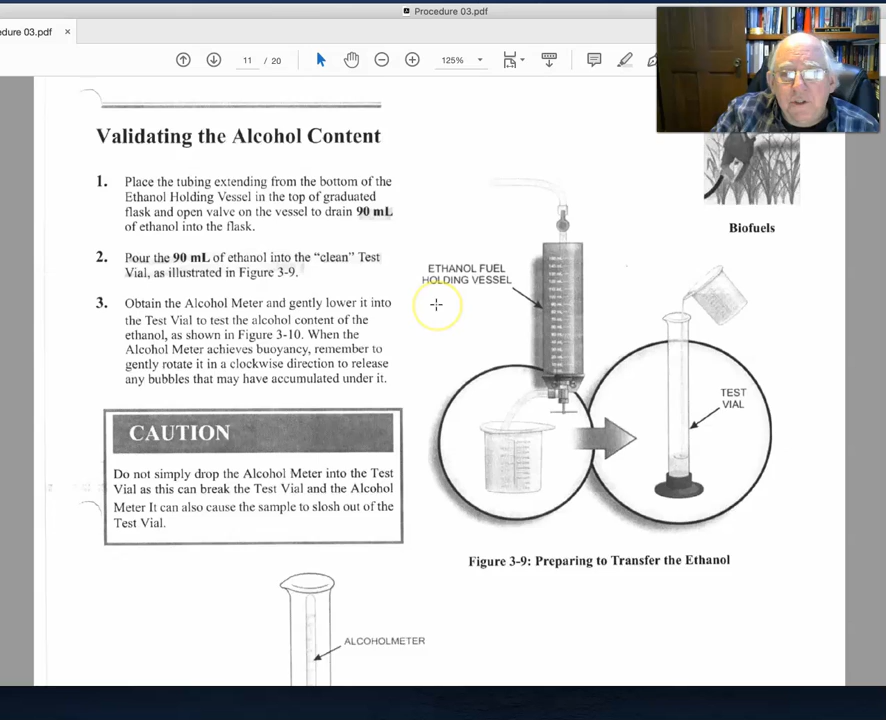 Procedure 03.pdf
dure 03.pdf ×
11 / 20
125%
Validating the Alcohol Content
1. Place the tubing extending from the bottom of the
Ethanol Holding Vessel in the top of graduated
flask and open valve on the vessel to drain 90 mL
of ethanol into the flask.
2. Pour the 90 mL of ethanol into the “clean” Test
Vial, as illustrated in Figure 3-9.
3. Obtain the Alcohol Meter and gently lower it into
the Test Vial to test the alcohol content of the
ethanol, as shown in Figure 3-10. When the
Alcohol Meter achieves buoyancy, remember to
gently rotate it in a clockwise direction to release
any bubbles that may have accumulated under it.
CAUTION
Do not simply drop the Alcohol Meter into the Test
Vial as this can break the Test Vial and the Alcohol
Meter It can also cause the sample to slosh out of the
Test Vial.
ALCOHOLMETER
Biofuels
ETHANOL FUEL
HOLDING VESSEL
TEST
VIAL
Figure 3-9: Preparing to Transfer the Ethanol